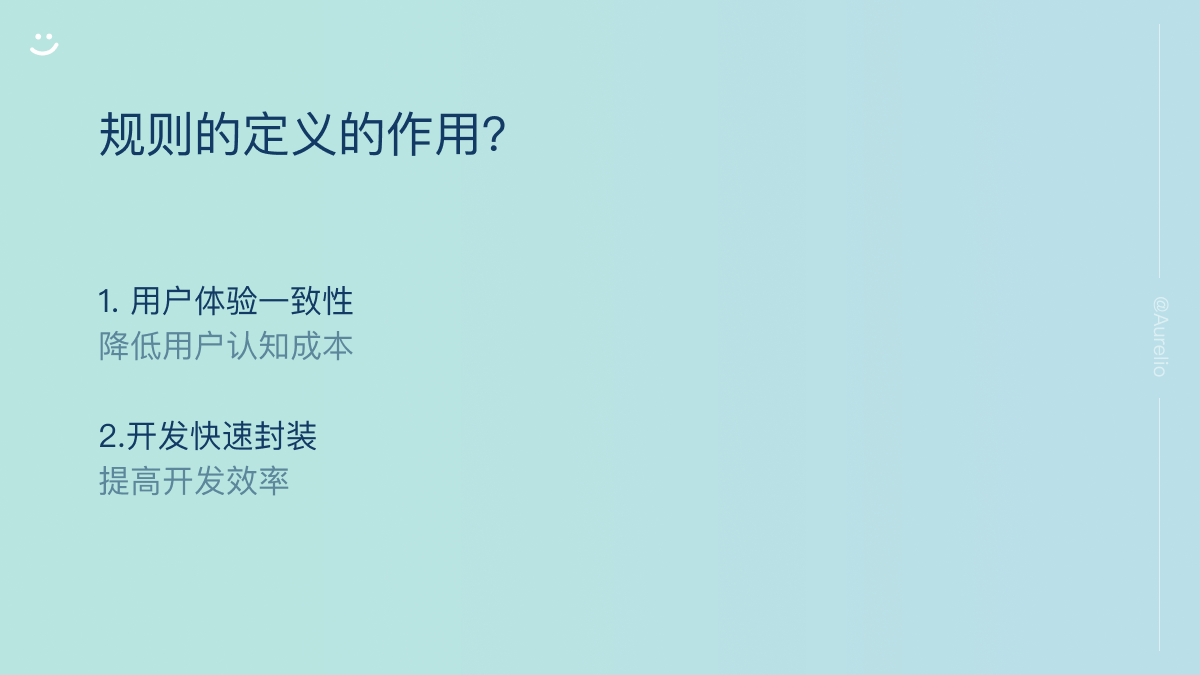 规则的定义的作用?
1. 用户体验一致性
降低用户认知成本
2.开发快速封装
提高开发效率
@Aurelio